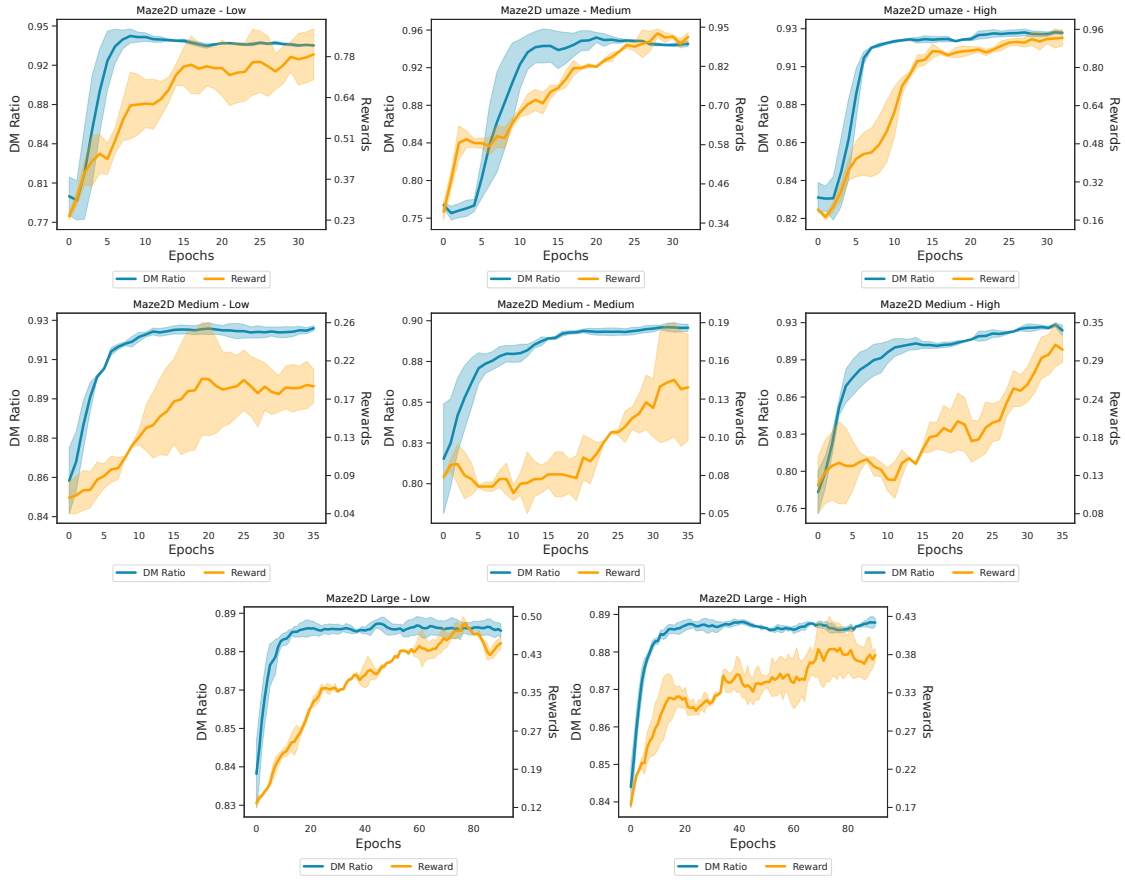 Maze2D umaze - Low
0.95
0.92
0.88
0.84
0.81
0.77
DM Ratio
0.78
0.64
0.51
0.37
0.23
Rewards
0 5 10 15 20 25 30
Epochs
DM Ratio Reward
Maze2D umaze - Medium
0.96
0.92
0.88
0.84
0.80
0.75
DM Ratio
0.95
0.82
0.70
0.58
0.46
0.34
Rewards
0 5 10 15 20 25 30
Epochs
DM Ratio Reward
Maze2D umaze - High
0.93
0.91
0.88
0.86
0.84
0.82
DM Ratio
0.96
0.80
0.64
0.48
0.32
0.16
Rewards
0 5 10 15 20 25 30
Epochs
DM Ratio Reward
Maze2D Medium - Low
0.93
0.91
0.89
0.88
0.86
0.84
DM Ratio
0.26
0.22
0.17
0.13
0.09
0.04
Rewards
0 5 10 15 20 25 30 35
Epochs
DM Ratio Reward
Maze2D Medium - Medium
0.90
0.88
0.85
0.83
0.80
DM Ratio
0.19
0.16
0.13
0.10
0.08
0.05
Rewards
0 5 10 15 20 25 30 35
Epochs
DM Ratio Reward
Maze2D Medium - High
0.93
0.89
0.86
0.83
0.80
0.76
DM Ratio
0.35
0.29
0.24
0.18
0.13
0.08
Rewards
0 5 10 15 20 25 30 35
Epochs
DM Ratio Reward
Maze2D Large - Low
0.89
0.88
0.87
0.85
0.84
0.83
DM Ratio
0.50
0.43
0.35
0.27
0.19
0.12
Rewards
0 20 40 60 80
Epochs
DM Ratio Reward
Maze2D Large - High
0.89
0.88
0.87
0.86
0.85
0.84
DM Ratio
0.43
0.38
0.33
0.27
0.22
0.17
Rewards
0 20 40 60 80
Epochs
DM Ratio Reward